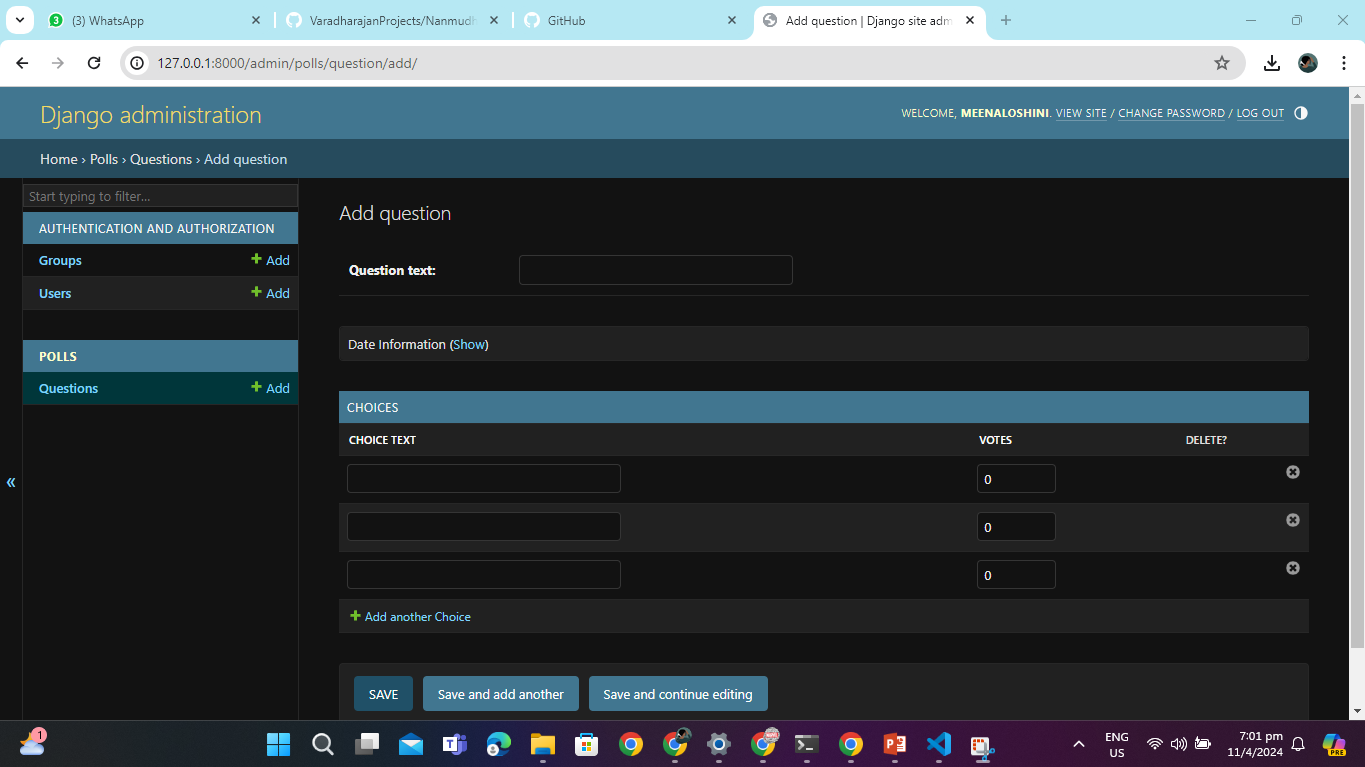 (3) WhatsApp
VaradharajanProjects/Nanmud
GitHub
Add question | Django site adm
127.0.0.1:8000/admin/polls/question/add/
Django administration
WELCOME, MEENALOSHINI. VIEW SITE / CHANGE PASSWORD / LOG OUT
Home › Polls › Questions › Add question
Start typing to filter...
AUTHENTICATION AND AUTHORIZATION
Groups + Add
Users + Add
POLLS
Questions + Add
«
Add question
Question text:
Date Information (Show)
CHOICES
CHOICE TEXT VOTES DELETE?
0
0
0
+ Add another Choice
SAVE Save and add another Save and continue editing
1
ENG
US
7:01 pm
11/4/2024
PRE